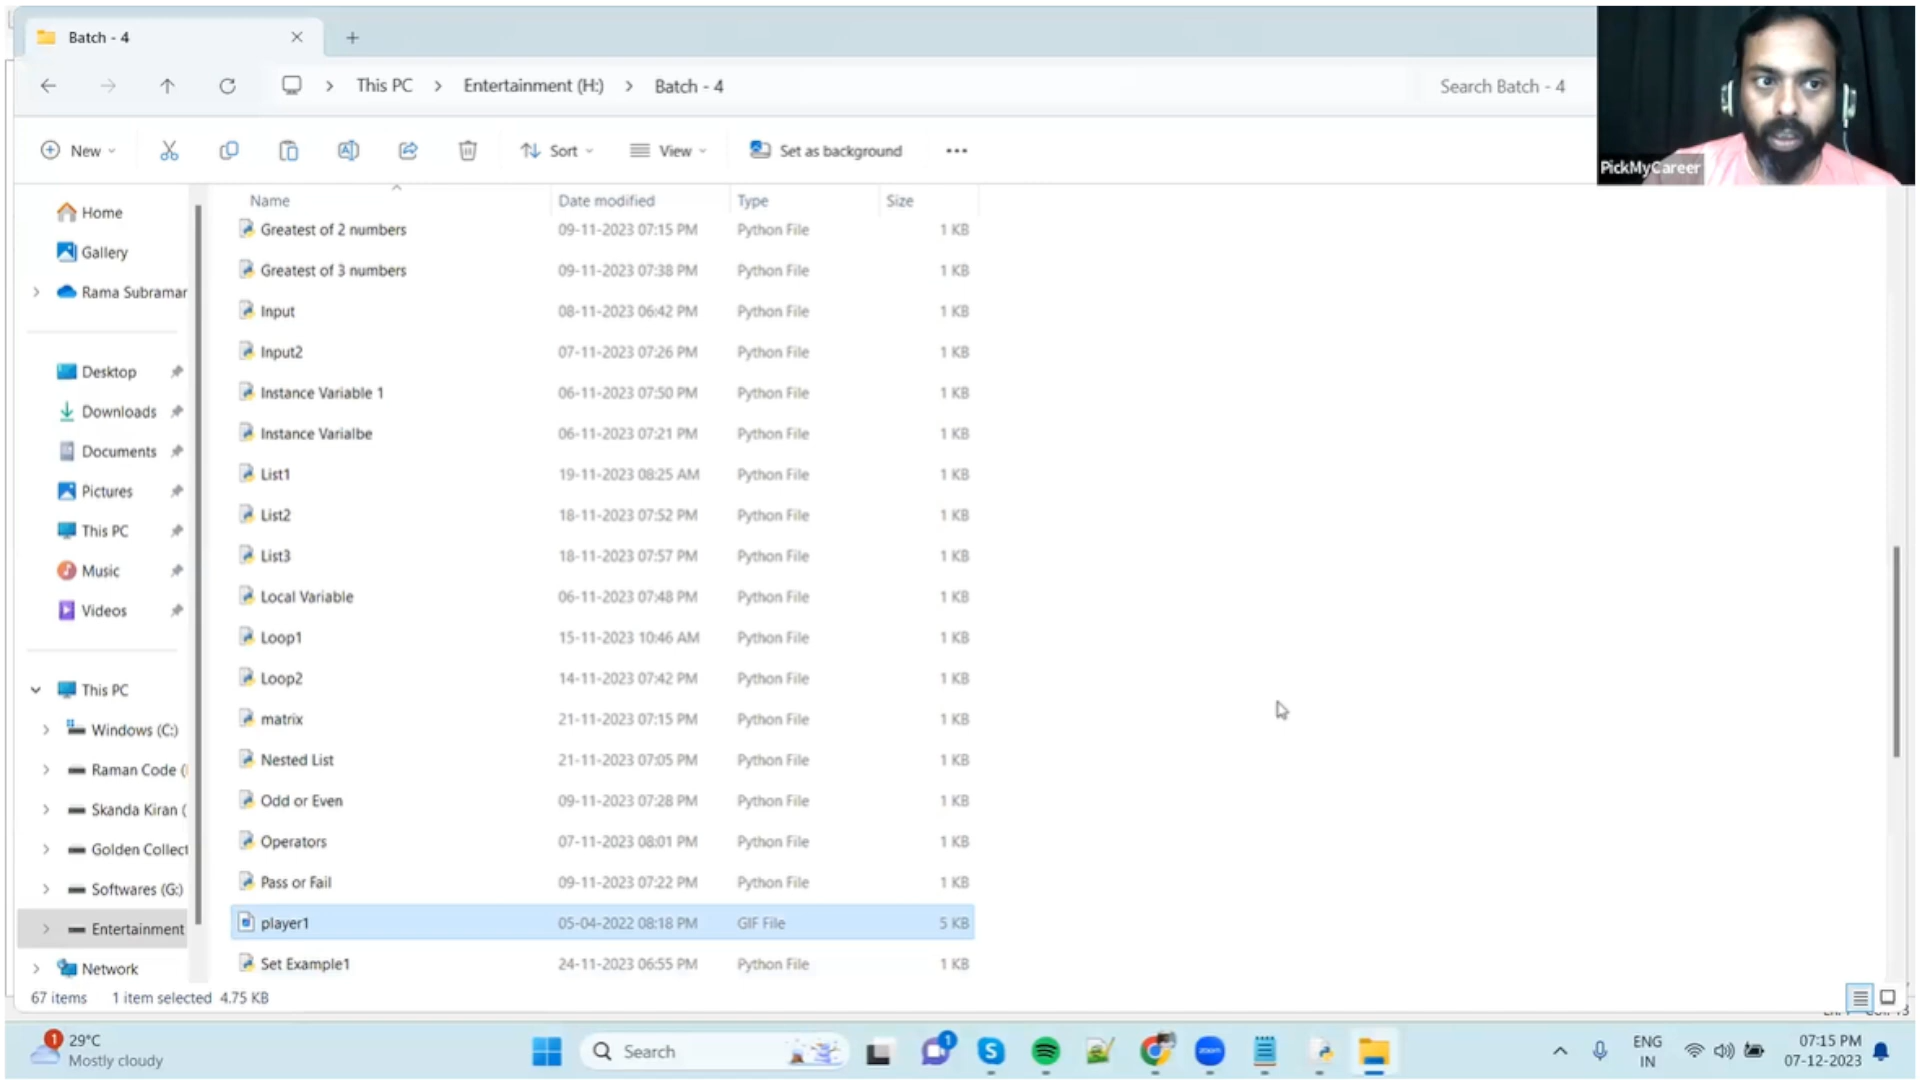 Batch - 4
This PC
Entertainment (H:)
Batch - 4
Search Batch - 4
PickMyCareer
New
Sort
View
Set as background
Name Date modified Type Size
Home
Gallery
Rama Subramar
Desktop
Downloads
Documents
Pictures
This PC
Music
Videos
This PC
Windows (C:)
Raman Code (
Skanda Kiran (
Golden Collect
Softwares (G:)
Entertainment
Network
Greatest of 2 numbers 09-11-2023 07:15 PM Python File 1 KB
Greatest of 3 numbers 09-11-2023 07:38 PM Python File 1 KB
Input 08-11-2023 06:42 PM Python File 1 KB
Input2 07-11-2023 07:26 PM Python File 1 KB
Instance Variable 1 06-11-2023 07:50 PM Python File 1 KB
Instance Varialbe 06-11-2023 07:21 PM Python File 1 KB
List1 19-11-2023 08:25 AM Python File 1 KB
List2 18-11-2023 07:52 PM Python File 1 KB
List3 18-11-2023 07:57 PM Python File 1 KB
Local Variable 06-11-2023 07:48 PM Python File 1 KB
Loop1 15-11-2023 10:46 AM Python File 1 KB
Loop2 14-11-2023 07:42 PM Python File 1 KB
matrix 21-11-2023 07:15 PM Python File 1 KB
Nested List 21-11-2023 07:05 PM Python File 1 KB
Odd or Even 09-11-2023 07:28 PM Python File 1 KB
Operators 07-11-2023 08:01 PM Python File 1 KB
Pass or Fail 09-11-2023 07:22 PM Python File 1 KB
player1 05-04-2022 08:18 PM GIF File 5 KB
Set Example1 24-11-2023 06:55 PM Python File 1 KB
67 items 1 item selected 4.75 KB
1
29°C
Mostly cloudy
Search
1
zoom
ENG
IN
07:15 PM
07-12-2023